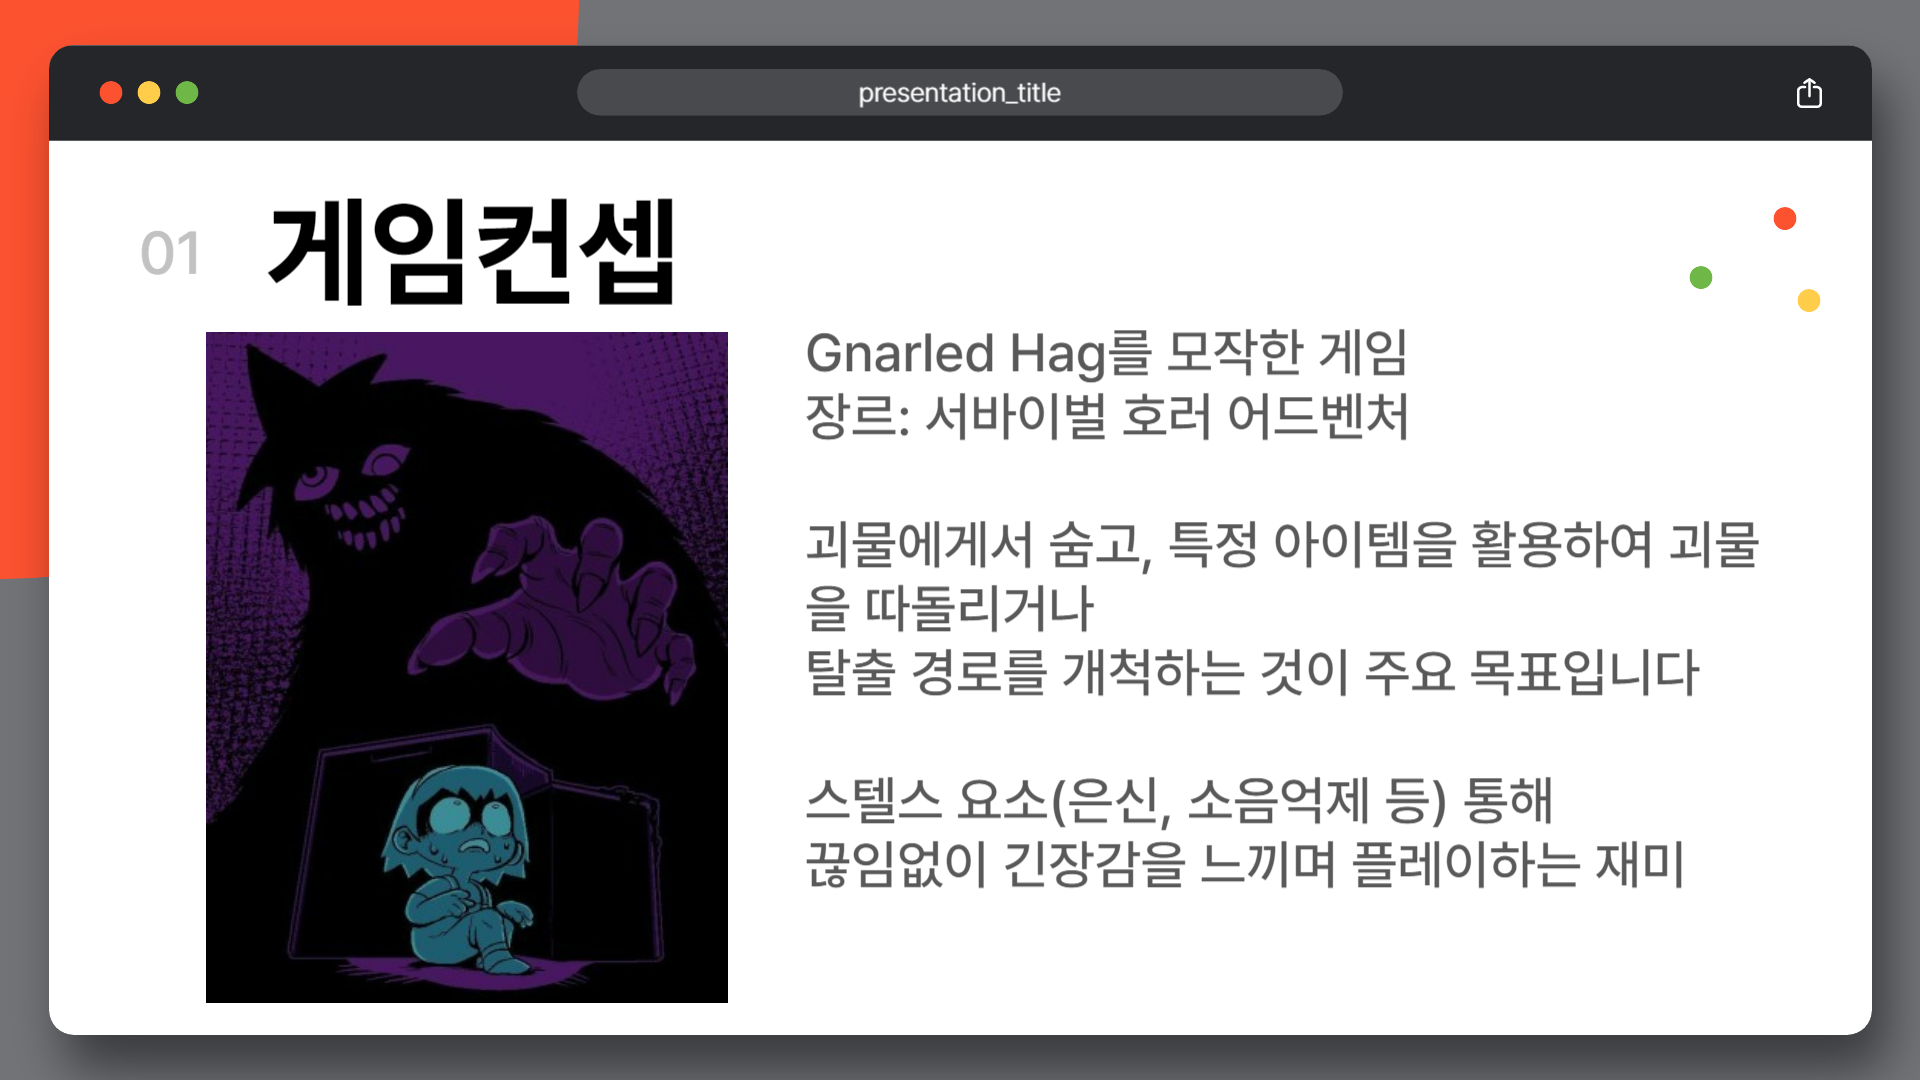 presentation_title
01 게임컨셉
Gnarled Hag를 모작한 게임
장르: 서바이벌 호러 어드벤처
괴물에게서 숨고, 특정 아이템을 활용하여 괴물
을 따돌리거나
탈출 경로를 개척하는 것이 주요 목표입니다
스텔스 요소(은신, 소음억제 등) 통해
끊임없이 긴장감을 느끼며 플레이하는 재미